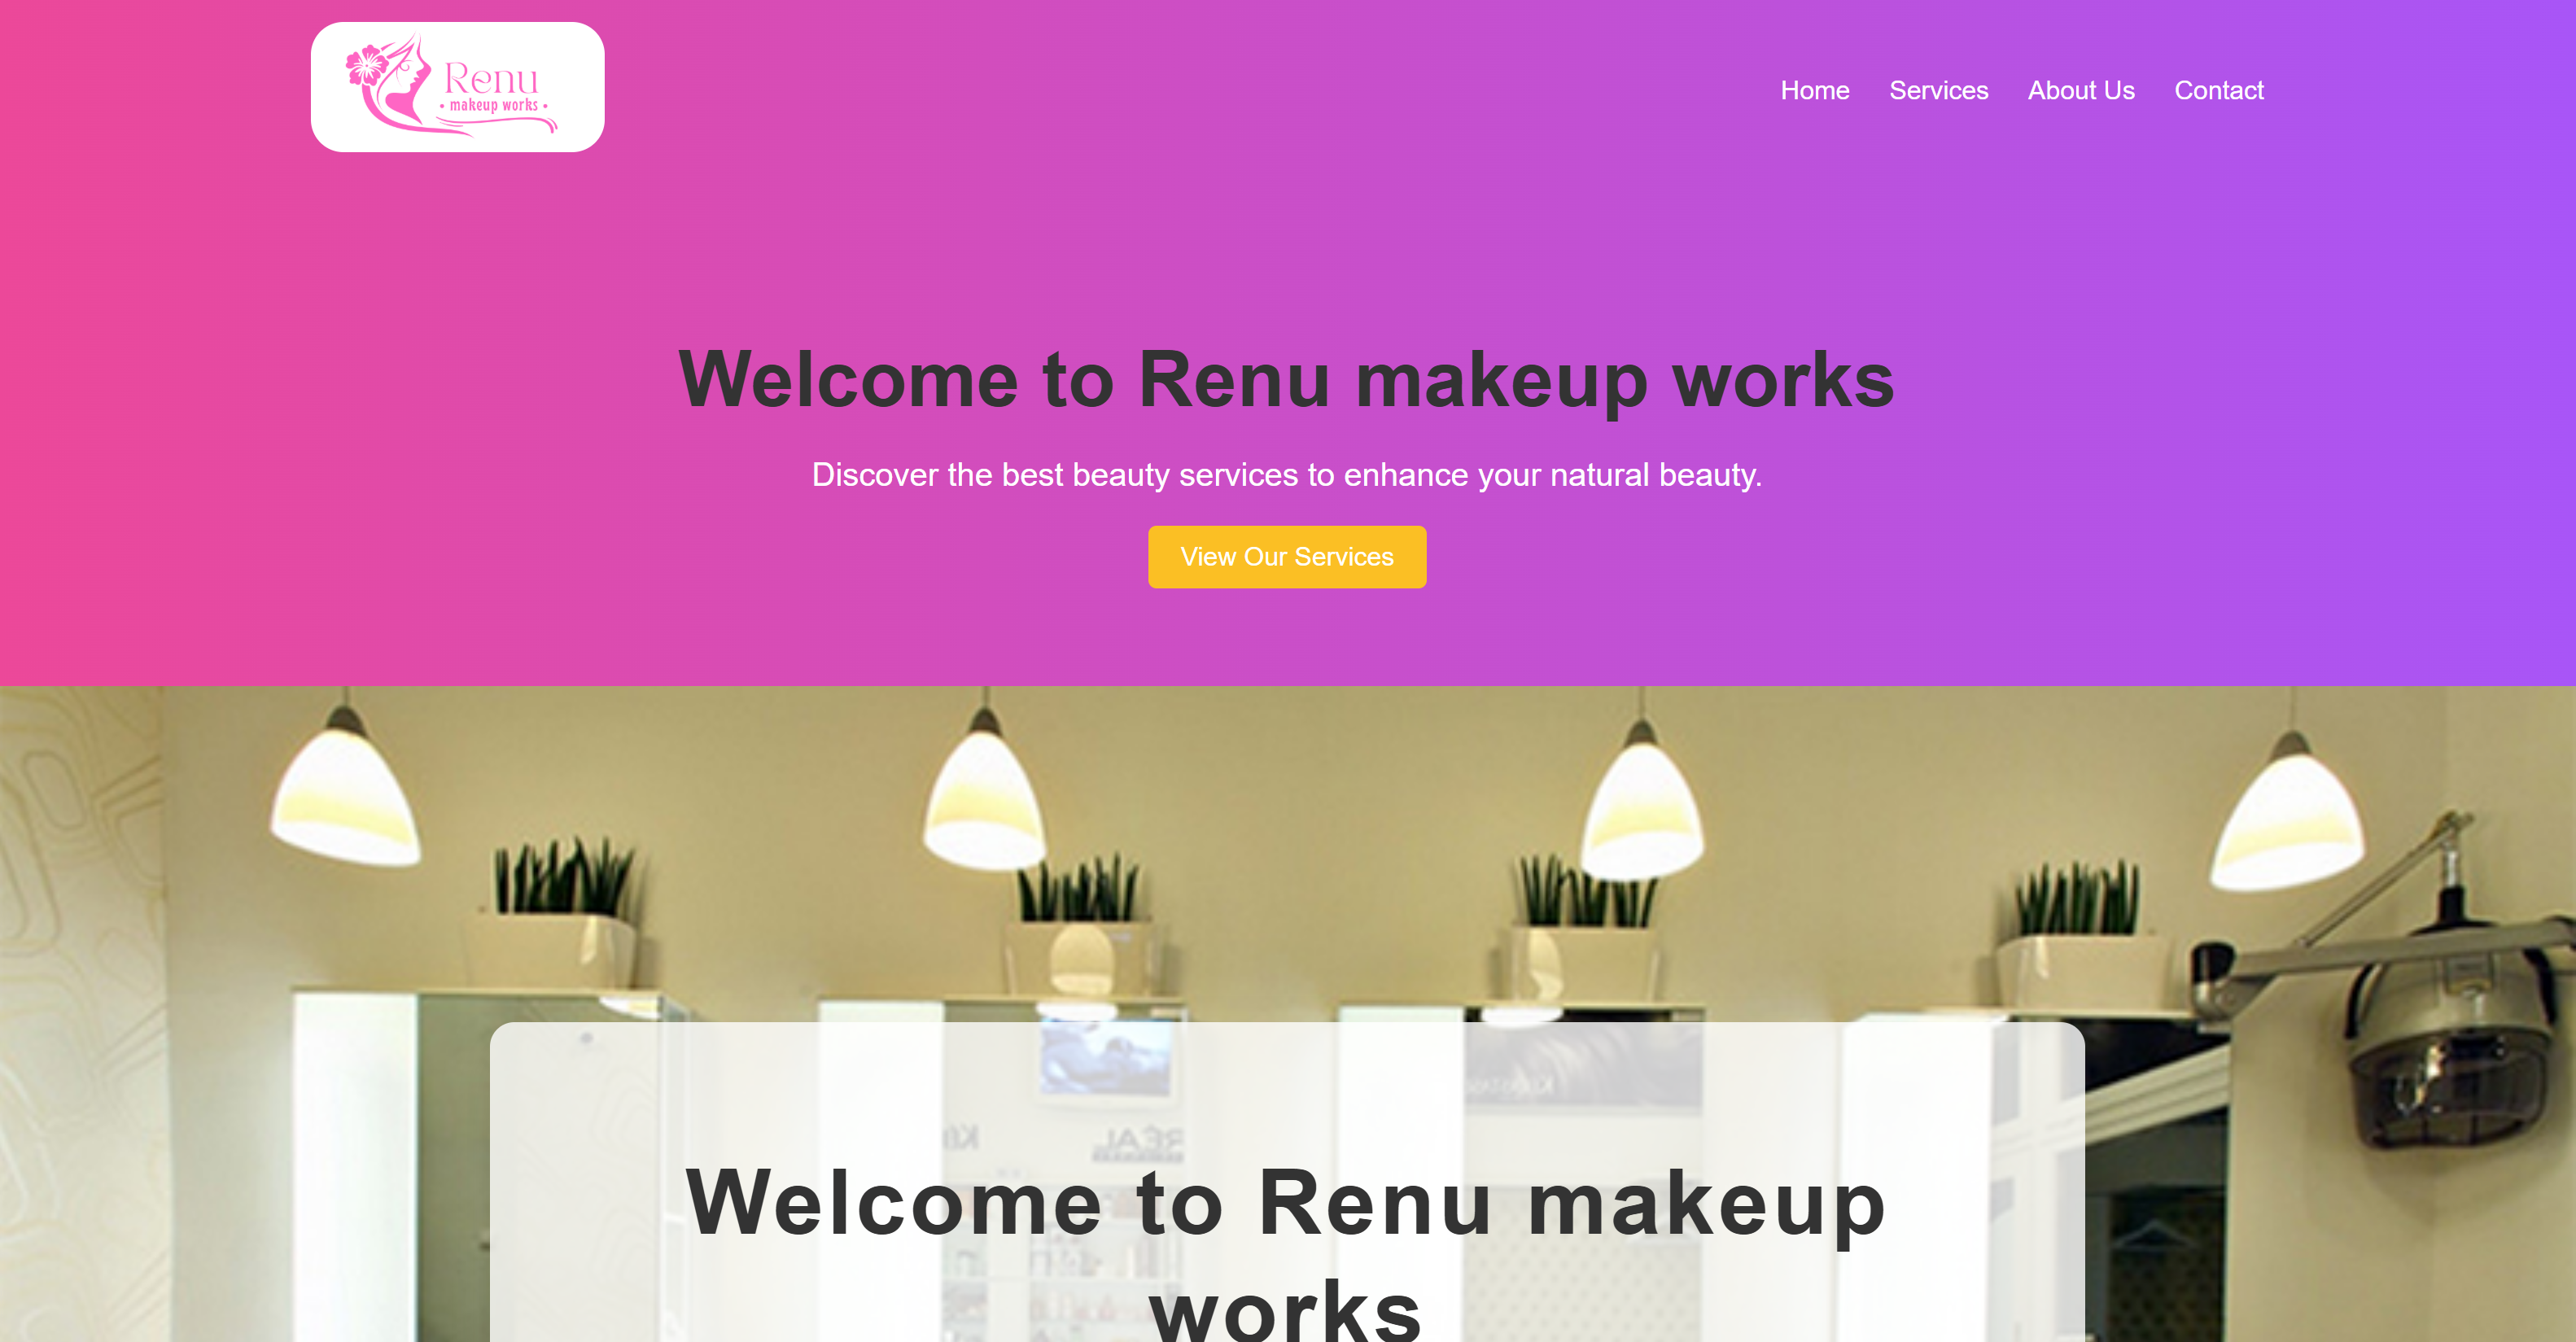 Renu
• makeup works •
Home Services About Us Contact
Welcome to Renu makeup works
Discover the best beauty services to enhance your natural beauty.
View Our Services
Welcome to Renu makeup
works